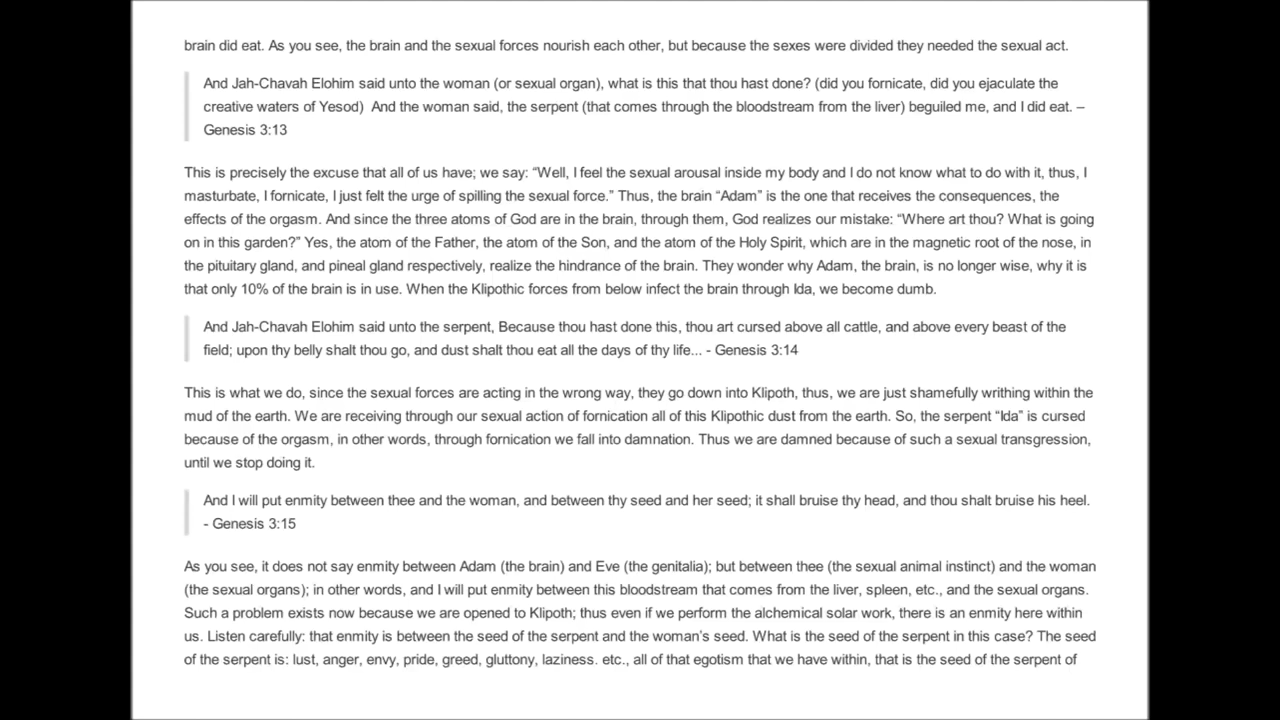 brain did eat. As you see, the brain and the sexual forces nourish each other, but because the sexes were divided they needed the sexual act.
And Jah-Chavah Elohim said unto the woman (or sexual organ), what is this that thou hast done? (did you fornicate, did you ejaculate the
creative waters of Yesod)  And the woman said, the serpent (that comes through the bloodstream from the liver) beguiled me, and I did eat. –
Genesis 3:13
This is precisely the excuse that all of us have; we say: “Well, I feel the sexual arousal inside my body and I do not know what to do with it, thus, I
masturbate, I fornicate, I just felt the urge of spilling the sexual force.” Thus, the brain “Adam” is the one that receives the consequences, the
effects of the orgasm. And since the three atoms of God are in the brain, through them, God realizes our mistake: “Where art thou? What is going
on in this garden?” Yes, the atom of the Father, the atom of the Son, and the atom of the Holy Spirit, which are in the magnetic root of the nose, in
the pituitary gland, and pineal gland respectively, realize the hindrance of the brain. They wonder why Adam, the brain, is no longer wise, why it is
that only 10% of the brain is in use. When the Klipothic forces from below infect the brain through Ida, we become dumb.
And Jah-Chavah Elohim said unto the serpent, Because thou hast done this, thou art cursed above all cattle, and above every beast of the
field; upon thy belly shalt thou go, and dust shalt thou eat all the days of thy life... - Genesis 3:14
This is what we do, since the sexual forces are acting in the wrong way, they go down into Klipoth, thus, we are just shamefully writhing within the
mud of the earth. We are receiving through our sexual action of fornication all of this Klipothic dust from the earth. So, the serpent “Ida” is cursed
because of the orgasm, in other words, through fornication we fall into damnation. Thus we are damned because of such a sexual transgression,
until we stop doing it.
And I will put enmity between thee and the woman, and between thy seed and her seed; it shall bruise thy head, and thou shalt bruise his heel.
- Genesis 3:15
As you see, it does not say enmity between Adam (the brain) and Eve (the genitalia); but between thee (the sexual animal instinct) and the woman
(the sexual organs); in other words, and I will put enmity between this bloodstream that comes from the liver, spleen, etc., and the sexual organs.
Such a problem exists now because we are opened to Klipoth; thus even if we perform the alchemical solar work, there is an enmity here within
us. Listen carefully: that enmity is between the seed of the serpent and the woman’s seed. What is the seed of the serpent in this case? The seed
of the serpent is: lust, anger, envy, pride, greed, gluttony, laziness. etc., all of that egotism that we have within, that is the seed of the serpent of